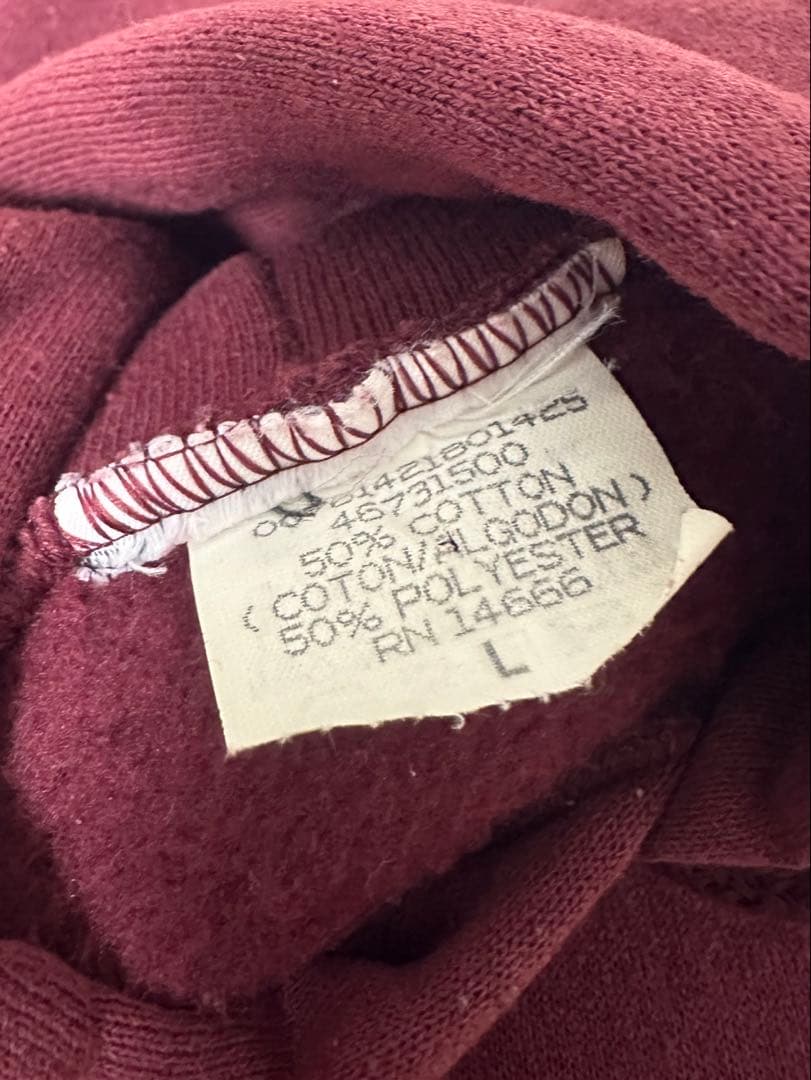 46731500
50% COTTON
(COTON/ALGODON)
50% POLYESTER
RN 14666
L